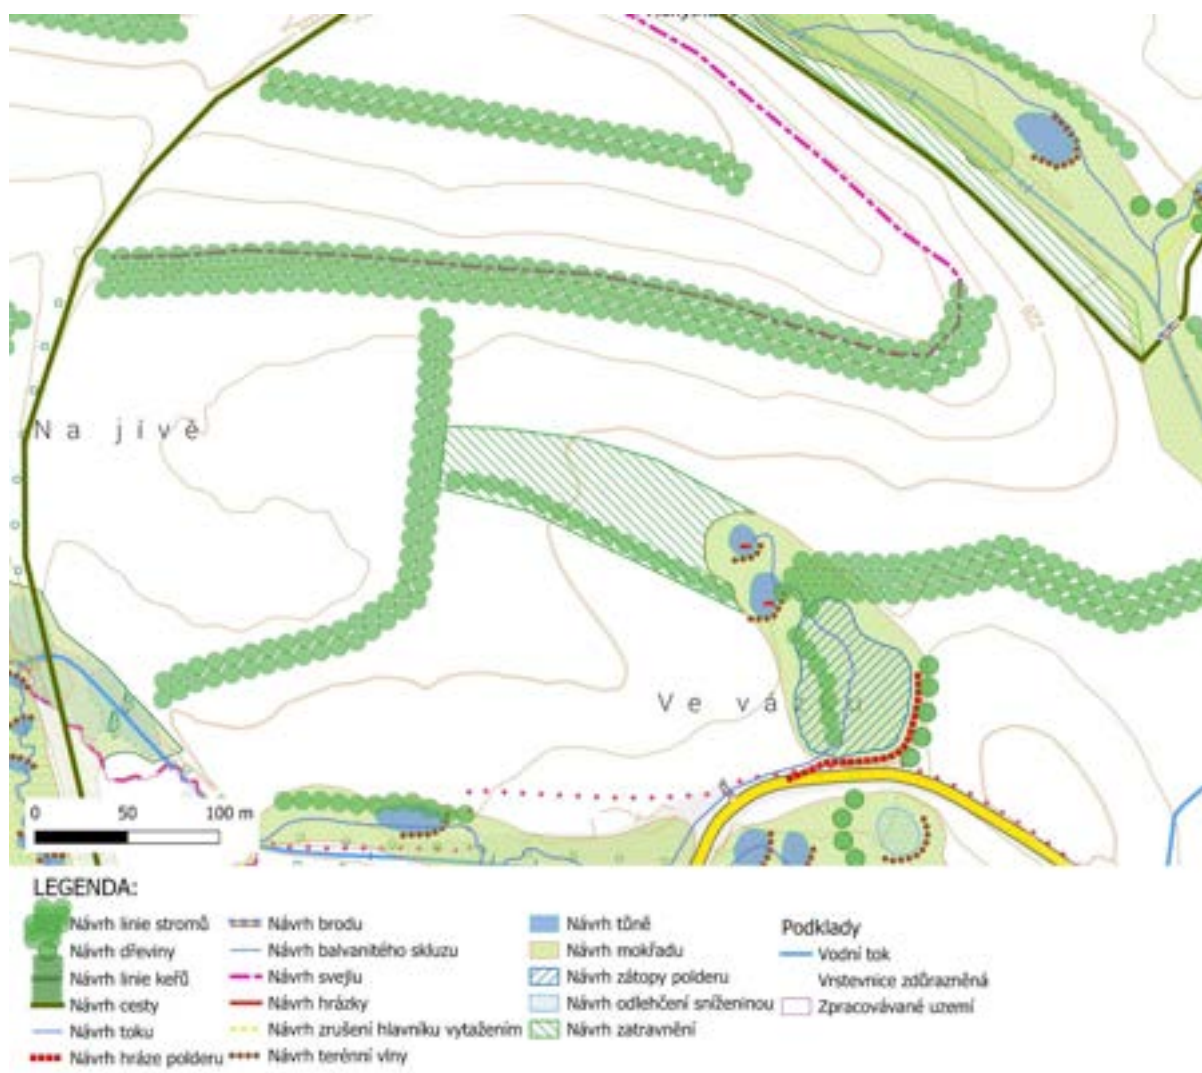 Na jívě
Ve vá
0 50 100 m
LEGENDA:
Návrh linie stromů
Návrh dřeviny
Návrh linie keřů
Návrh cesty
Návrh toku
Návrh hráze polderu
Návrh brodu
Návrh balvanitého skluzu
Návrh svejlu
Návrh hrázky
Návrh zrušení hlavníku vytažením
Návrh terénní vlny
Návrh tůně
Návrh mokřadu
Návrh zátopy polderu
Návrh odlehčení sníženinou
Návrh zatravnění
Podklady
Vodní tok
Vrstevnice zdůrazněná
Zpracovávané uzemí